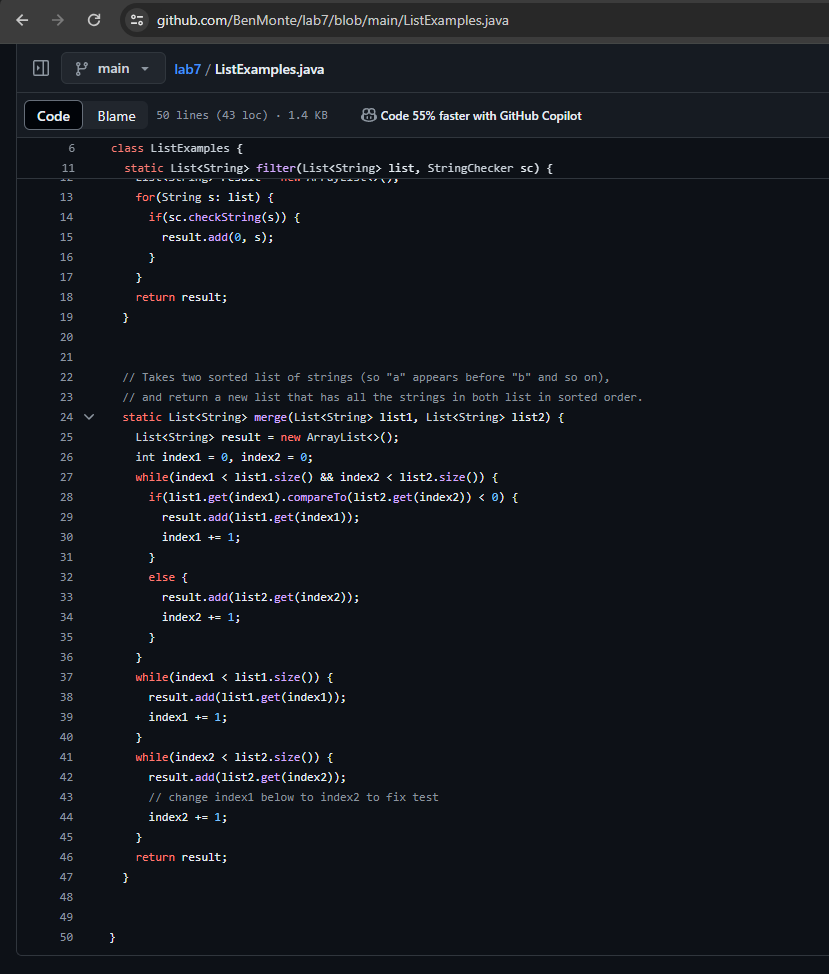 github.com/BenMonte/lab7/blob/main/ListExamples.java
main lab7 / ListExamples.java
Code Blame 50 lines (43 loc) · 1.4 KB Code 55% faster with GitHub Copilot
6 class ListExamples {
11 static List<String> filter(List<String> list, StringChecker sc) {
12 List<String> result = new ArrayList<>();
13 for(String s: list) {
14 if(sc.checkString(s)) {
15 result.add(0, s);
16 }
17 }
18 return result;
19 }
20
21
22 // Takes two sorted list of strings (so "a" appears before "b" and so on),
23 // and return a new list that has all the strings in both list in sorted order.
24 static List<String> merge(List<String> list1, List<String> list2) {
25 List<String> result = new ArrayList<>();
26 int index1 = 0, index2 = 0;
27 while(index1 < list1.size() && index2 < list2.size()) {
28 if(list1.get(index1).compareTo(list2.get(index2)) < 0) {
29 result.add(list1.get(index1));
30 index1 += 1;
31 }
32 else {
33 result.add(list2.get(index2));
34 index2 += 1;
35 }
36 }
37 while(index1 < list1.size()) {
38 result.add(list1.get(index1));
39 index1 += 1;
40 }
41 while(index2 < list2.size()) {
42 result.add(list2.get(index2));
43 // change index1 below to index2 to fix test
44 index2 += 1;
45 }
46 return result;
47 }
48
49
50 }